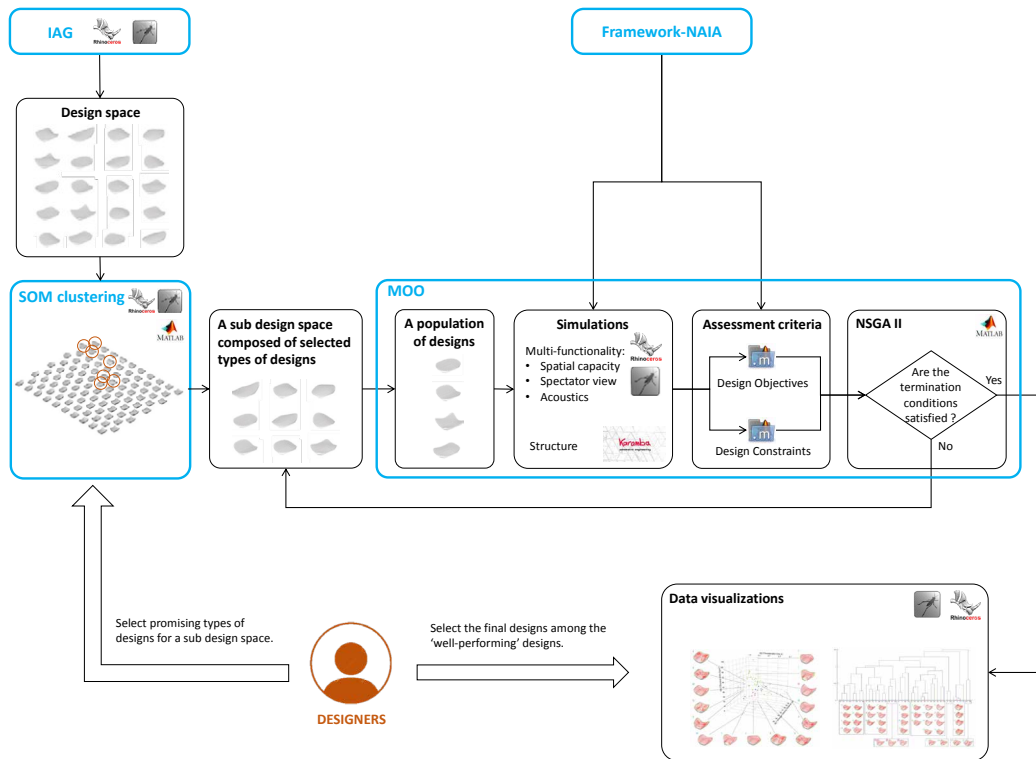 IAG
Rhinoceros
Framework-NAIA
Design space
SOM clustering
Rhinoceros
MATLAB
A sub design space
composed of selected
types of designs
MOO
A population
of designs
Simulations
Multi-functionality:
• Spatial capacity
• Spectator view
• Acoustics
Rhinoceros
Structure
Karamba
Assessment criteria
.m
Design Objectives
.m
Design Constraints
NSGA II
MATLAB
Are the
termination
conditions
satisfied ?
Yes
No
Select promising types of
designs for a sub design space.
DESIGNERS
Select the final designs among the
‘well-performing’ designs.
Data visualizations
Rhinoceros